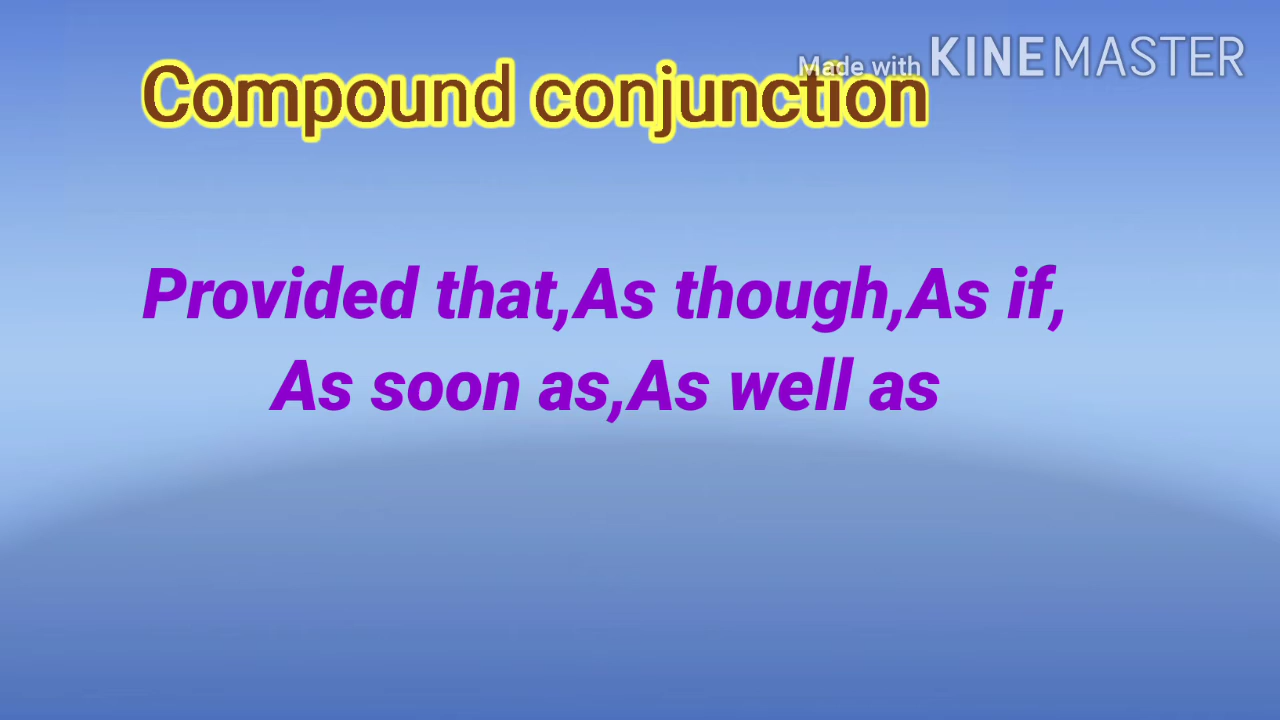 Made with KINEMASTER
Compound conjunction
Provided that,As though,As if,
As soon as,As well as